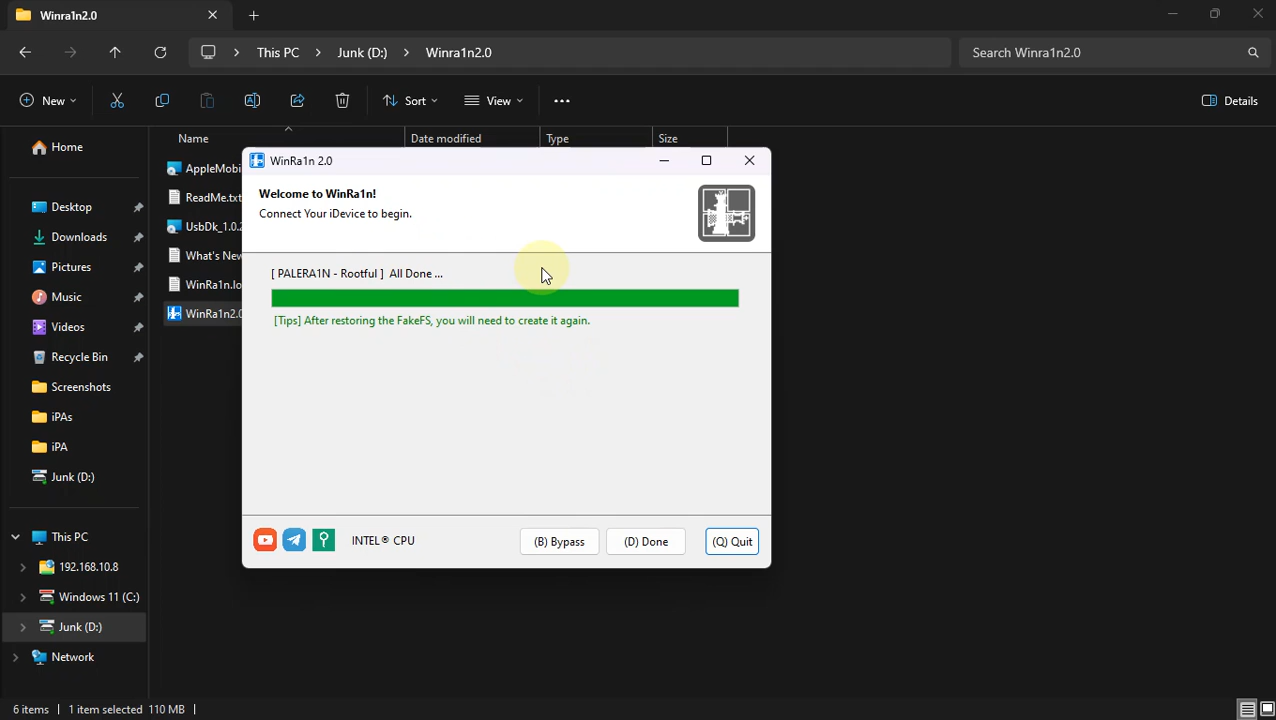 Winra1n2.0
This PC > Junk (D:) > Winra1n2.0
Search Winra1n2.0
New
Sort
View
Details
Home
Desktop
Downloads
Pictures
Music
Videos
Recycle Bin
Screenshots
iPAs
iPA
Junk (D:)
This PC
192.168.10.8
Windows 11 (C:)
Junk (D:)
Network
Name Date modified Type Size
AppleMobi
ReadMe.txt
UsbDk_1.0.2
What's New
WinRa1n.lo
WinRa1n2.0
WinRa1n 2.0
Welcome to WinRa1n!
Connect Your iDevice to begin.
[ PALERA1N - Rootful ] All Done ...
[Tips] After restoring the FakeFS, you will need to create it again.
INTEL® CPU
(B) Bypass
(D) Done
(Q) Quit
6 items 1 item selected 110 MB